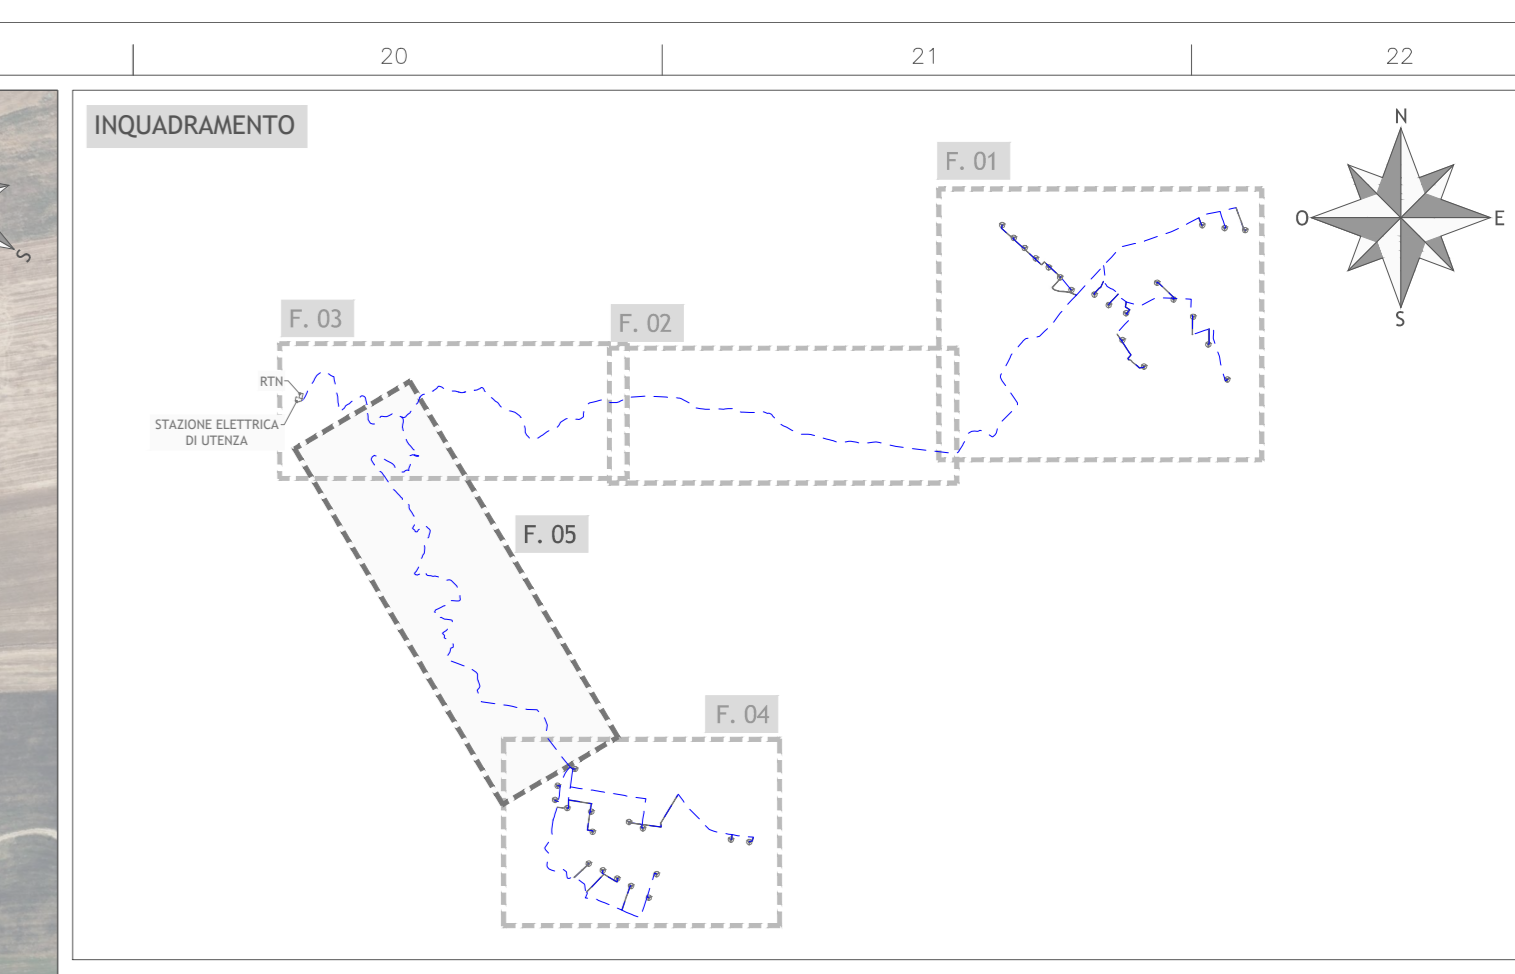 20
21
22
INQUADRAMENTO
N
F. 01
O
E
S
S
F. 03
F. 02
RTN
STAZIONE ELETTRICA
DI UTENZA
F. 05
F. 04